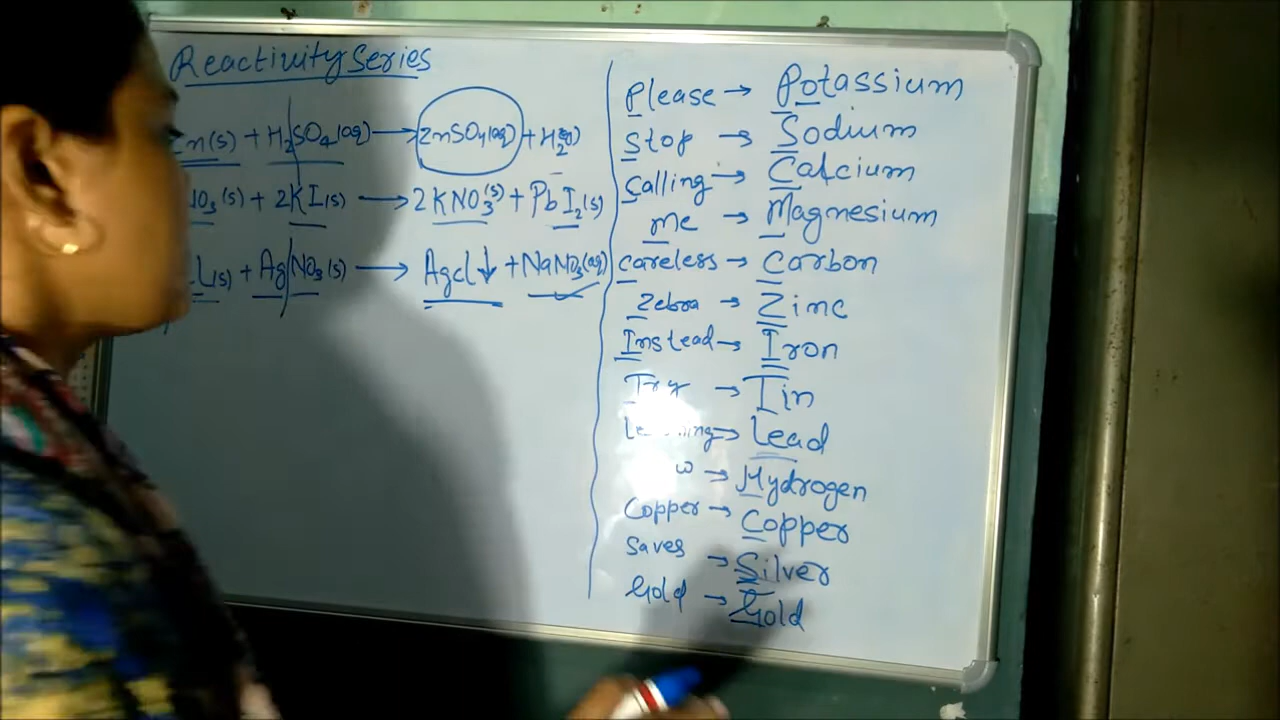 Reactivity Series
Zn(s) + H₂SO₄(aq) → ZnSO₄(aq) + H₂(g)
NO₃(s) + 2KI(s) → 2KNO₃(s) + PbI₂(s)
L(s) + AgNO₃(s) → Agcl↓ + NaNO₃(aq)
Please → Potassium
Stop → Sodium
Calling → Calcium
me → Magnesium
Careless → Carbon
Zebra → Zinc
Instead → Iron
Try → Tin
→ Lead
→ Hydrogen
Copper → Copper
Saves → Silver
Gold → Gold